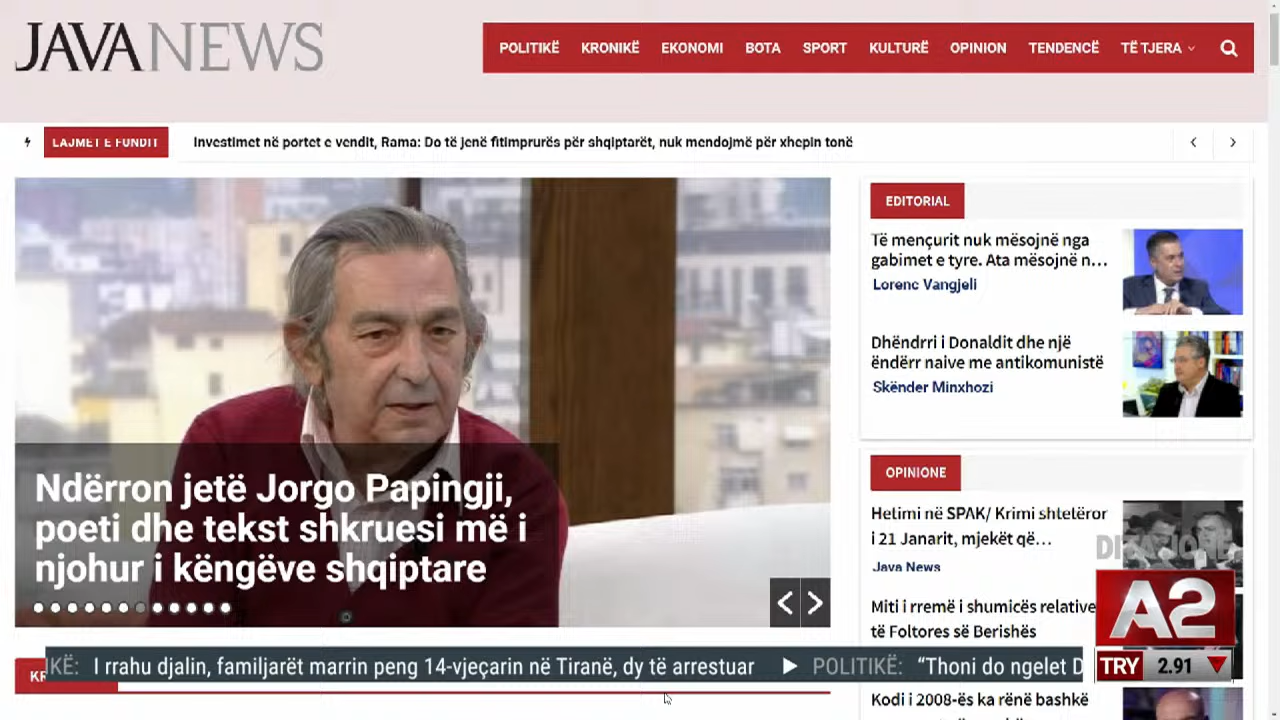 JAVANEWS
POLITIKË KRONIKË EKONOMI BOTA SPORT KULTURË OPINION TENDENCË TË TJERA
LAJMET E FUNDIT
Investimet në portet e vendit, Rama: Do të jenë fitimprurës për shqiptarët, nuk mendojmë për xhepin tonë
Ndërron jetë Jorgo Papingji,
poeti dhe tekst shkruesi më i
njohur i këngëve shqiptare
EDITORIAL
Të mençurit nuk mësojnë nga
gabimet e tyre. Ata mësojnë n...
Lorenc Vangjeli
Dhëndrri i Donaldit dhe një
ëndërr naive me antikomunistë
Skënder Minxhozi
OPINIONE
Hetimi në SPAK/ Krimi shtetëror
i 21 Janarit, mjekët që...
Java News
Miti i rremë i shumicës relative
të Foltores së Berishës
Kodi i 2008-ës ka rënë bashkë
A2
TRY 2.91
KR
KË: I rrahu djalin, familjarët marrin peng 14-vjeçarin në Tiranë, dy të arrestuar ▶ POLITIKË: “Thoni do ngelet D